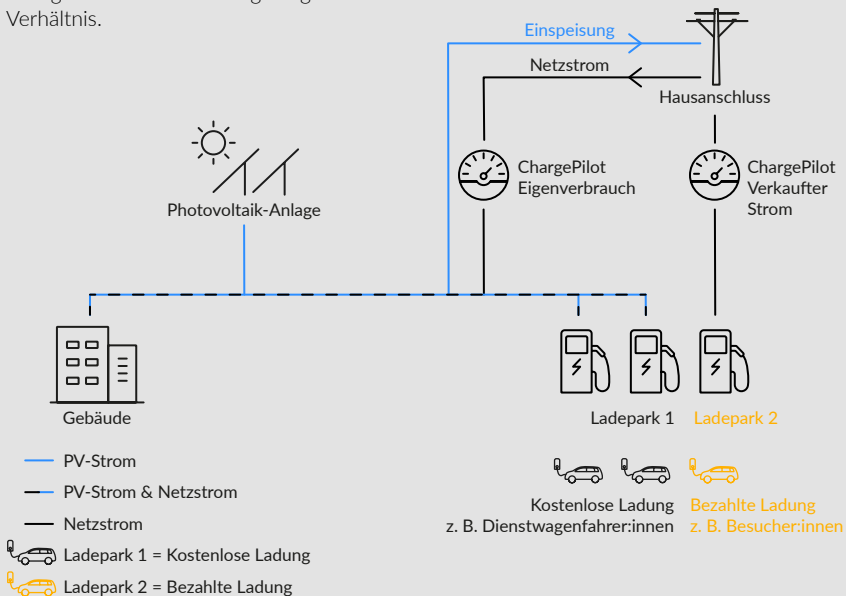 Verhältnis.
Einspeisung
Netzstrom
Hausanschluss
ChargePilot
Eigenverbrauch
ChargePilot
Verkaufter
Strom
Photovoltaik-Anlage
Gebäude
Ladepark 1
Ladepark 2
PV-Strom
PV-Strom & Netzstrom
Netzstrom
Ladepark 1 = Kostenlose Ladung
Ladepark 2 = Bezahlte Ladung
Kostenlose Ladung
z. B. Dienstwagenfahrer:innen
Bezahlte Ladung
z. B. Besucher:innen